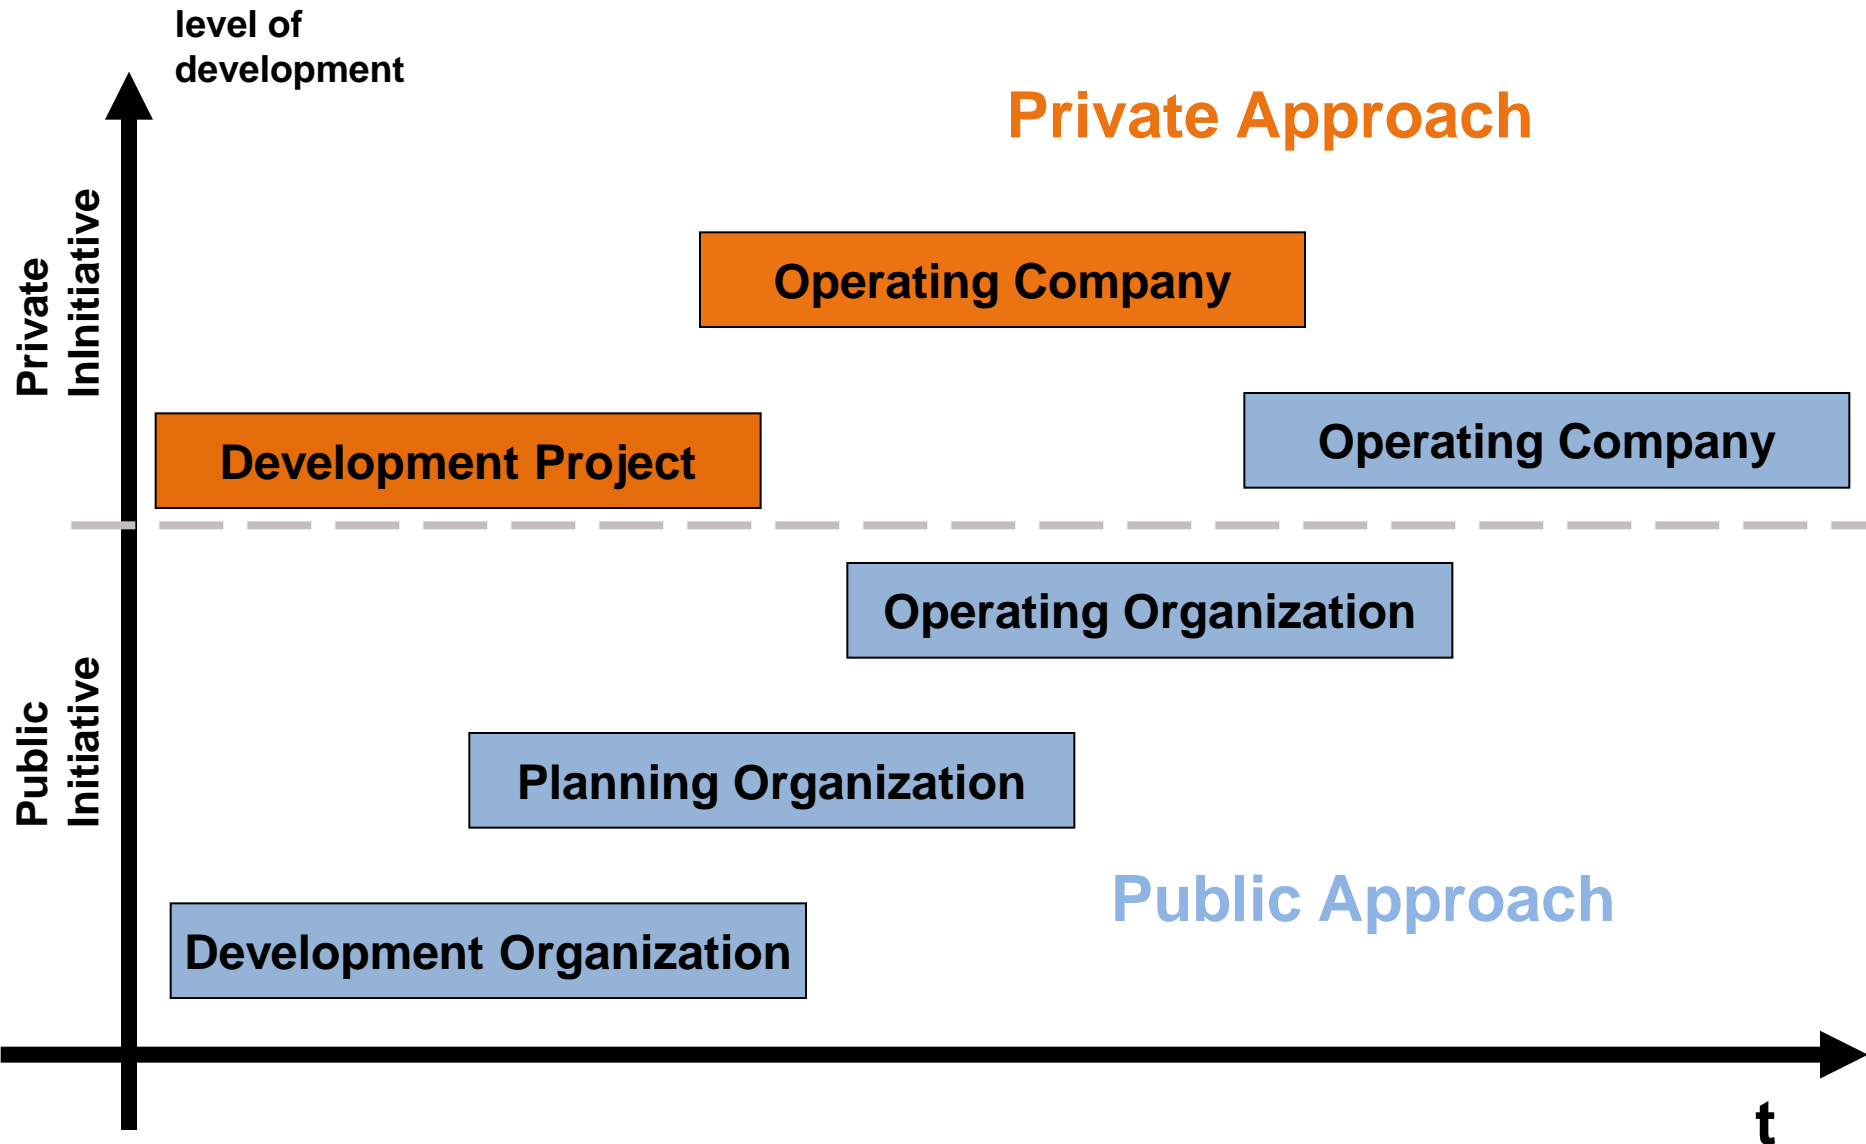 level of
development
Private Approach
Private
InInitiative
Operating Company
Operating Company
Development Project
Operating Organization
Public
Initiative
Planning Organization
Public Approach
Development Organization
t